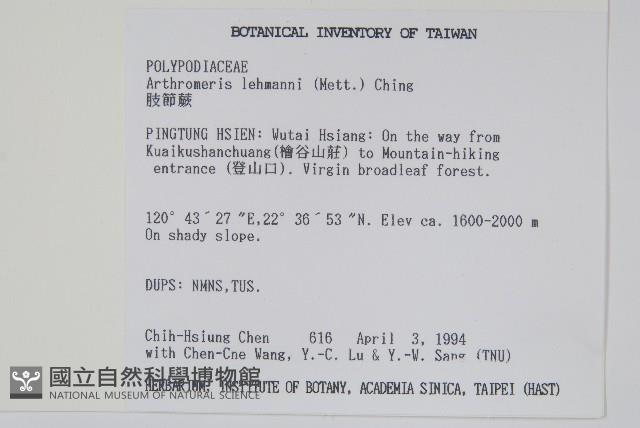 BOTANICAL INVENTORY OF TAIWAN
POLYPODIACEAE
Arthromeris lehmanni (Mett.) Ching
肢節蕨
PINGTUNG HSIEN: Wutai Hsiang: On the way from
Kuaikushanchuang(檜谷山莊) to Mountain-hiking
entrance (登山口). Virgin broadleaf forest.
120° 43´27 ″E,22° 36´53 ″N. Elev ca. 1600-2000 m
On shady slope.
DUPS: NMNS,TUS.
Chih-Hsiung Chen 616 April 3, 1994
with Chen-Cne Wang, Y.-C. Lu & Y.-W. Sang (TNU)
國立自然科學博物館
NATIONAL MUSEUM OF NATURAL SCIENCE
HERBARIUM, INSTITUTE OF BOTANY, ACADEMIA SINICA, TAIPEI (HAST)